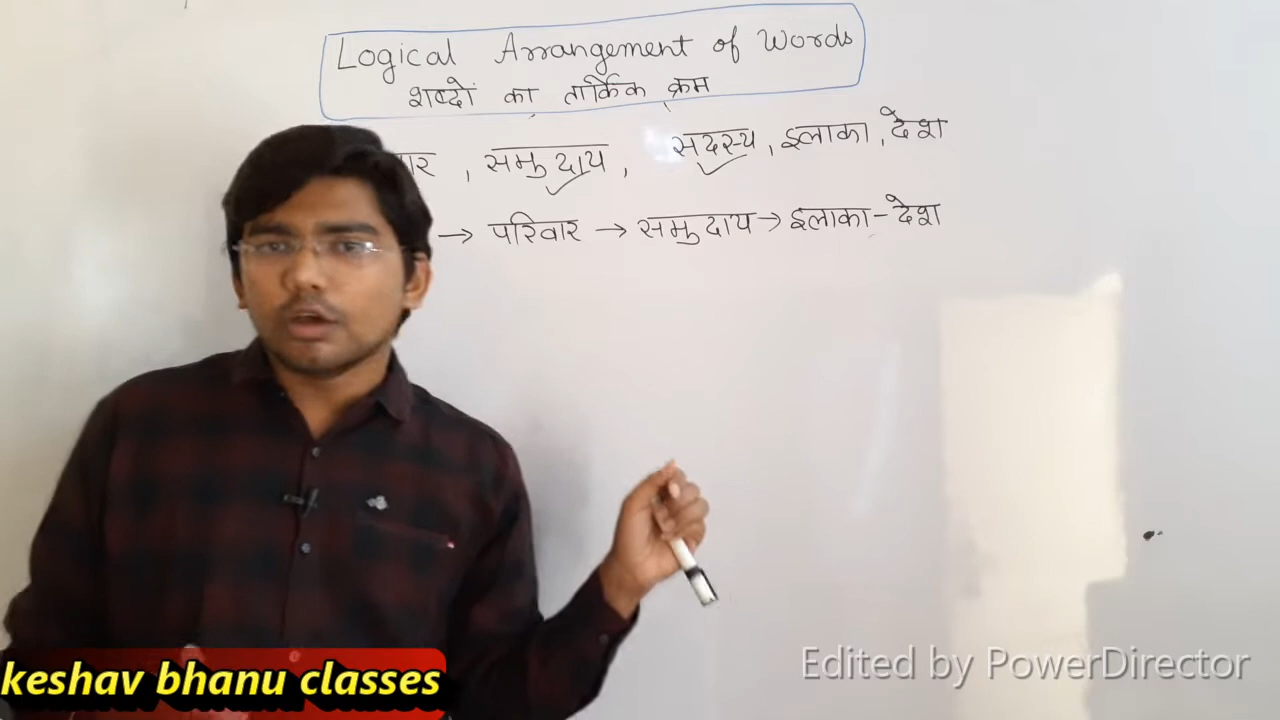 Logical Arrangement of Words
शब्दों का तार्किक क्रम
ार , समुदाय , सदस्य , इलाका , देश
→ परिवार → समुदाय → इलाका - देश
keshav bhanu classes
Edited by PowerDirector